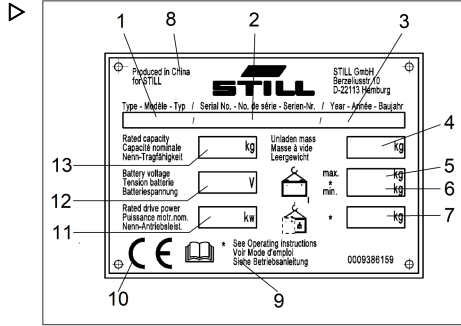 1 8 2 3
Produced in China
for STILL
STILL
STILL GmbH
Berzeliusstr.10
D-22113 Hamburg
Type - Modèle - Typ / Serial No. - No. de série - Serien-Nr. / Year - Année - Baujahr
/ /
Rated capacity
Capacité nominale
Nenn-Tragfähigkeit
kg
Unladen mass
Masse à vide
Leergewicht
kg
4
13
Battery voltage
Tension batterie
Batteriespannung
V
max.
*
min.
kg
kg
5
6
12
Rated drive power
Puissance motr.nom.
Nenn-Antriebsleist.
kw
*
kg
7
11
CE
* See Operating instructions
Voir Mode d'emploi
Siehe Betriebsanleitung
0009386159
10
9